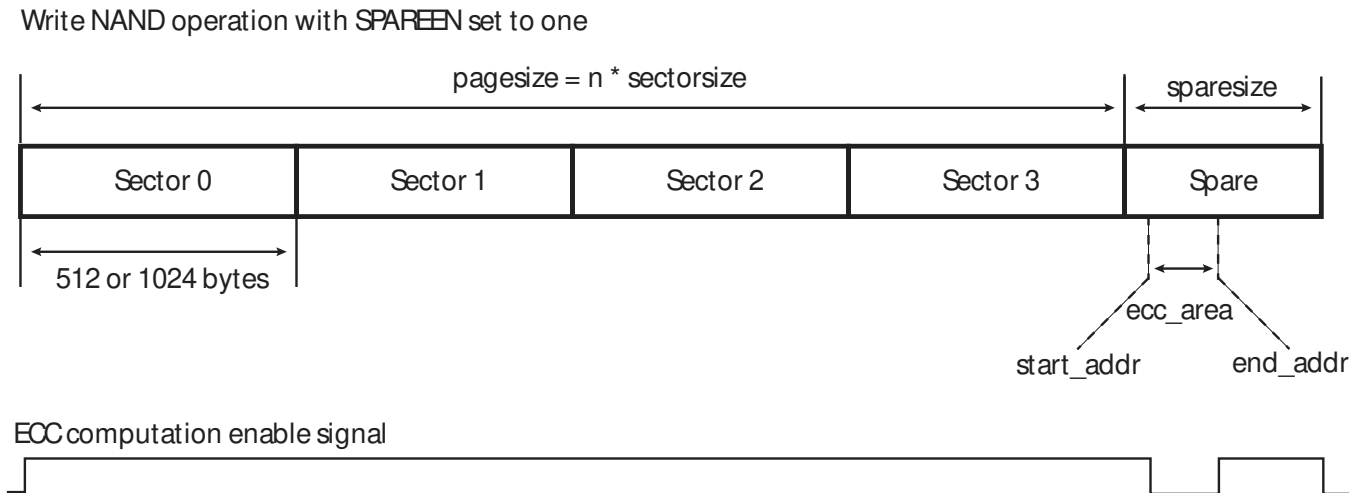 Write NAND operation with SPAREEN set to one
pagesize = n * sectorsize
sparesize
Sector 0 Sector 1 Sector 2 Sector 3 Spare
512 or 1024 bytes
ecc_area
start_addr end_addr
ECC computation enable signal